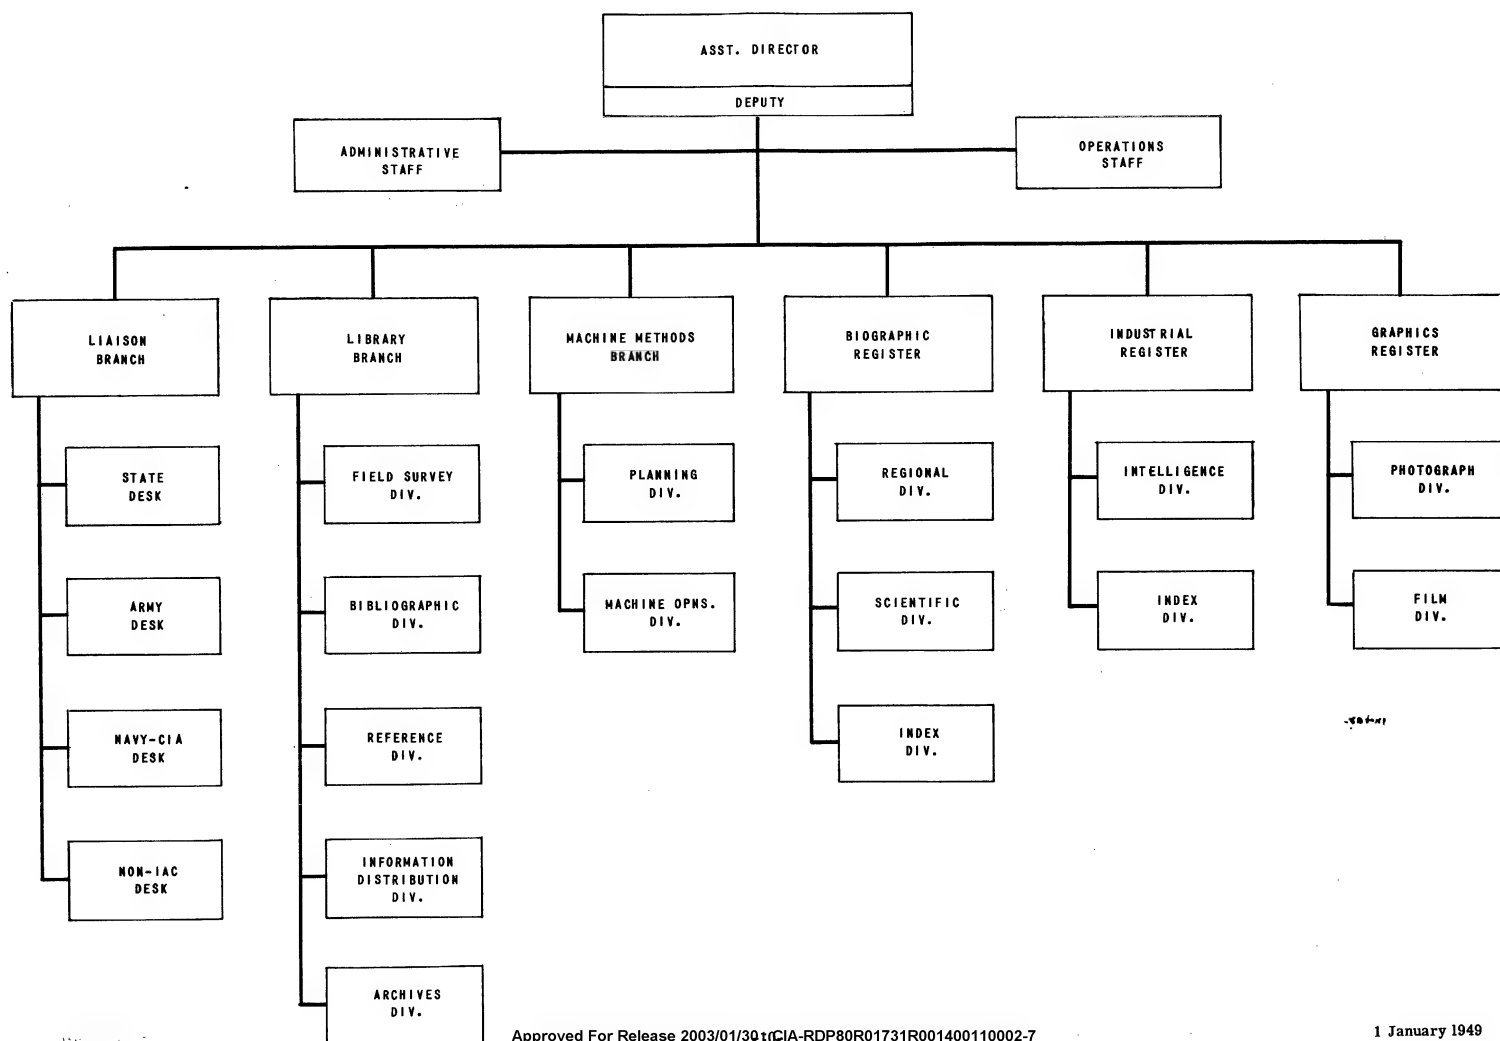 ASST. DIRECTOR
DEPUTY
ADMINISTRATIVE
STAFF
OPERATIONS
STAFF
LIAISON
BRANCH
LIBRARY
BRANCH
MACHINE METHODS
BRANCH
BIOGRAPHIC
REGISTER
INDUSTRIAL
REGISTER
GRAPHICS
REGISTER
STATE
DESK
FIELD SURVEY
DIV.
PLANNING
DIV.
REGIONAL
DIV.
INTELLIGENCE
DIV.
PHOTOGRAPH
DIV.
ARMY
DESK
BIBLIOGRAPHIC
DIV.
MACHINE OPNS.
DIV.
SCIENTIFIC
DIV.
INDEX
DIV.
FILM
DIV.
NAVY-CIA
DESK
REFERENCE
DIV.
INDEX
DIV.
NON-IAC
DESK
INFORMATION
DISTRIBUTION
DIV.
ARCHIVES
DIV.
Approved For Release 2003/01/30 CIA-RDP80R01731R001400110002-7
1 January 1949